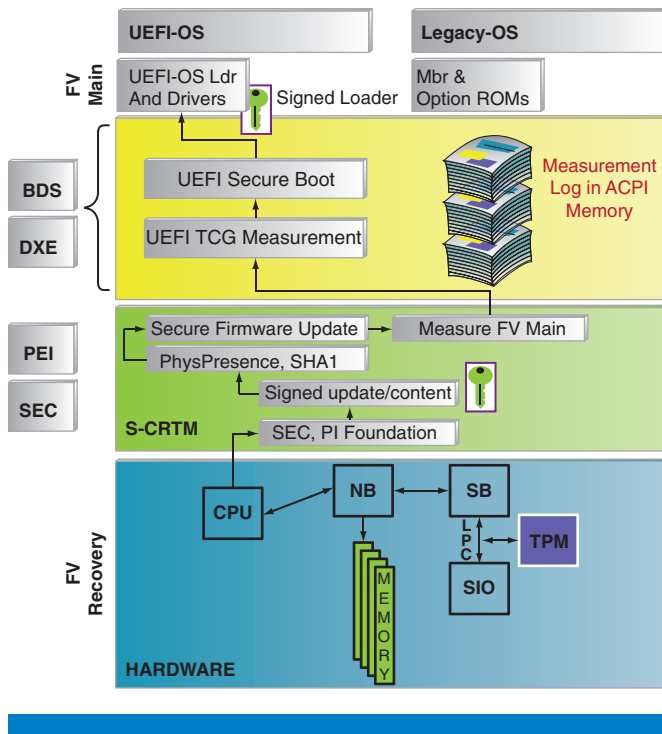 UEFI-OS
Legacy-OS
FV
Main
UEFI-OS Ldr
And Drivers
Signed Loader
Mbr &
Option ROMs
BDS
DXE
UEFI Secure Boot
UEFI TCG Measurement
Measurement
Log in ACPI
Memory
PEI
SEC
Secure Firmware Update
Measure FV Main
PhysPresence, SHA1
Signed update/content
S-CRTM
SEC, PI Foundation
FV
Recovery
CPU
NB
SB
LPC
TPM
SIO
MEMORY
HARDWARE